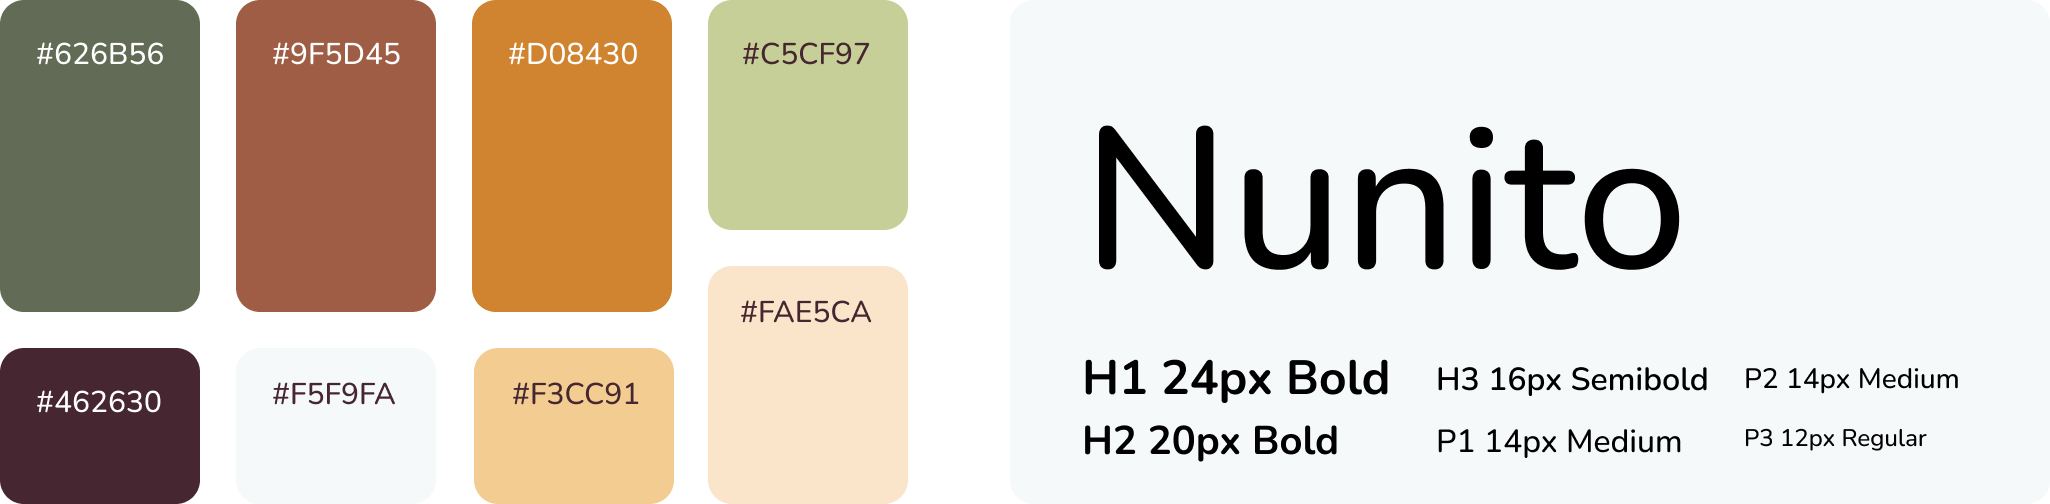 #626B56
#9F5D45
#D08430
#C5CF97
#FAE5CA
#462630
#F5F9FA
#F3CC91
Nunito
H1 24px Bold
H2 20px Bold
H3 16px Semibold
P1 14px Medium
P2 14px Medium
P3 12px Regular